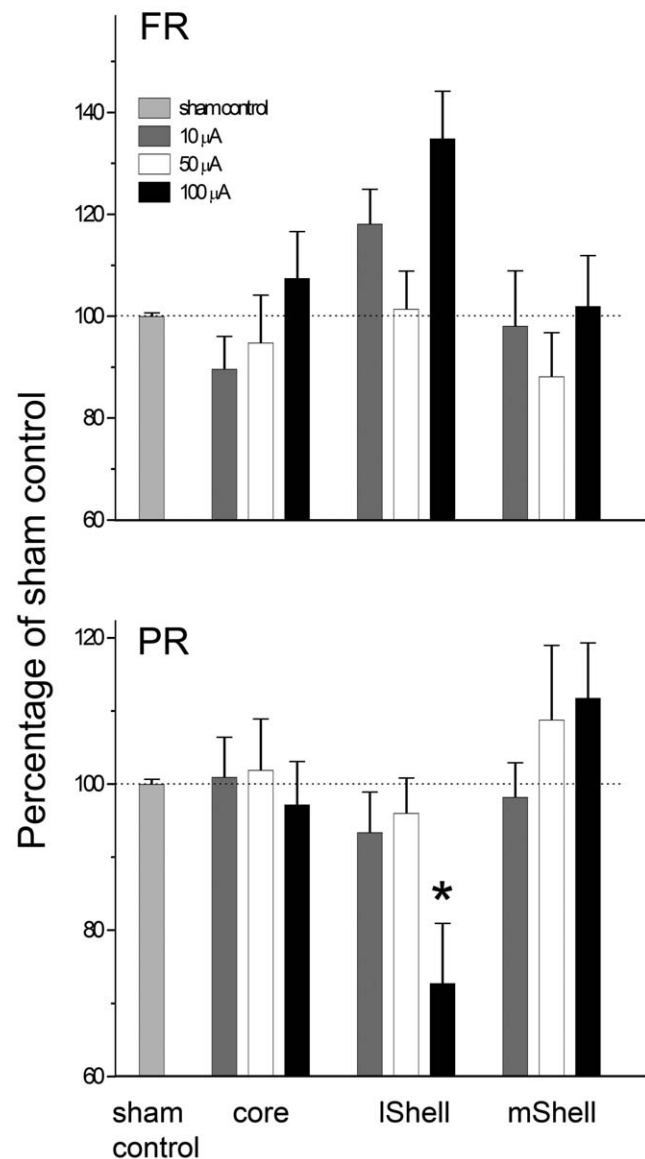 FR
sham control
10 µA
50 µA
100 µA
140
120
100
80
60
Percentage of sham control
PR
120
100
*
80
60
sham control
core
lShell
mShell